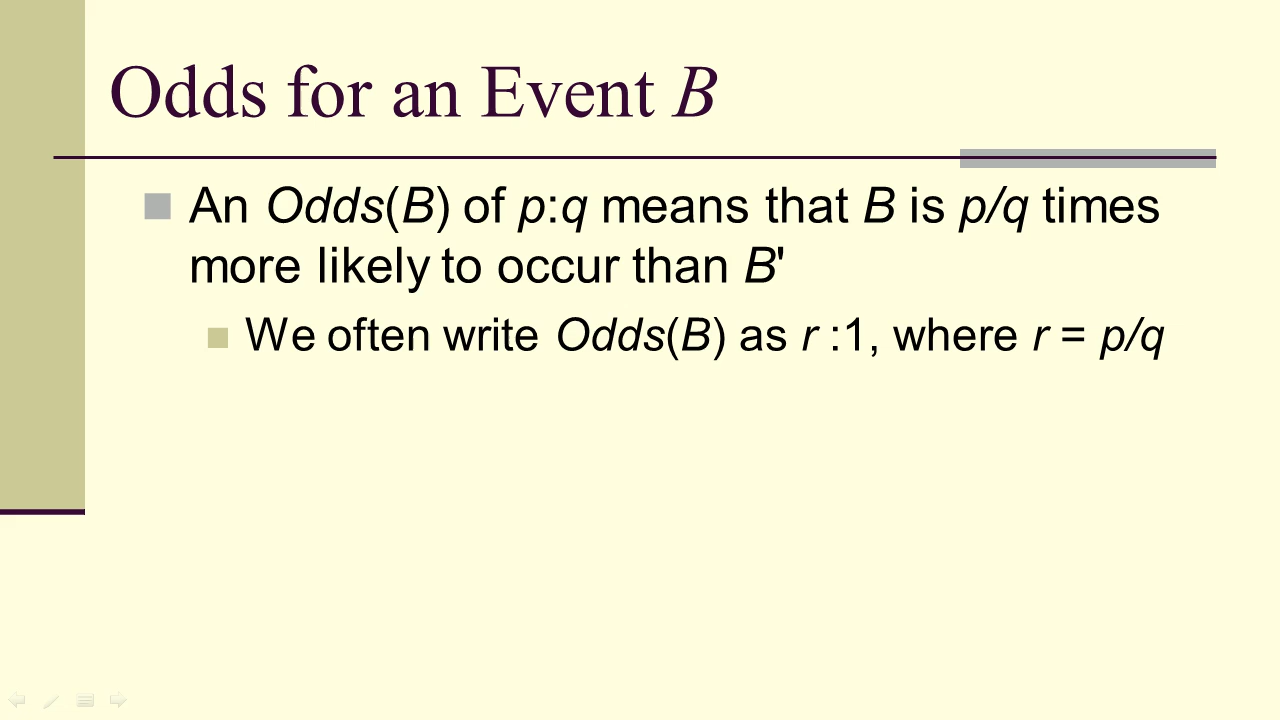 Odds for an Event B
An Odds(B) of p:q means that B is p/q times
more likely to occur than B'
We often write Odds(B) as r :1, where r = p/q